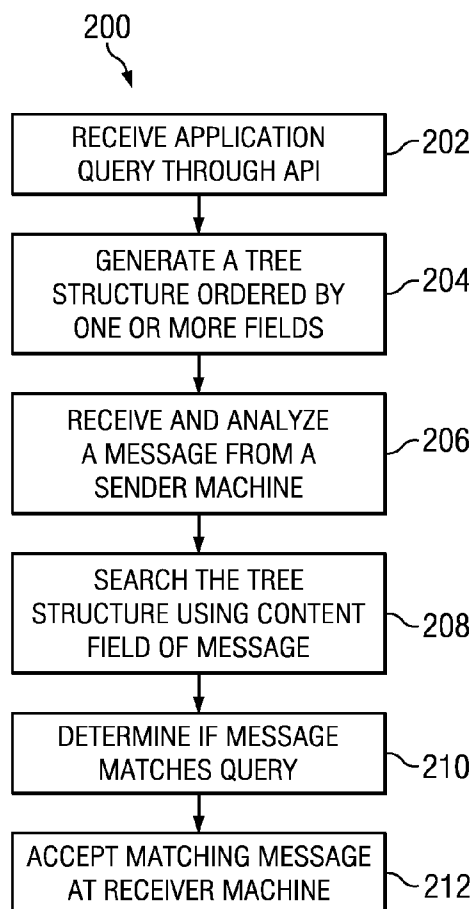 200
RECEIVE APPLICATION
QUERY THROUGH API
202
GENERATE A TREE
STRUCTURE ORDERED BY
ONE OR MORE FIELDS
204
RECEIVE AND ANALYZE
A MESSAGE FROM A
SENDER MACHINE
206
SEARCH THE TREE
STRUCTURE USING CONTENT
FIELD OF MESSAGE
208
DETERMINE IF MESSAGE
MATCHES QUERY
210
ACCEPT MATCHING MESSAGE
AT RECEIVER MACHINE
212